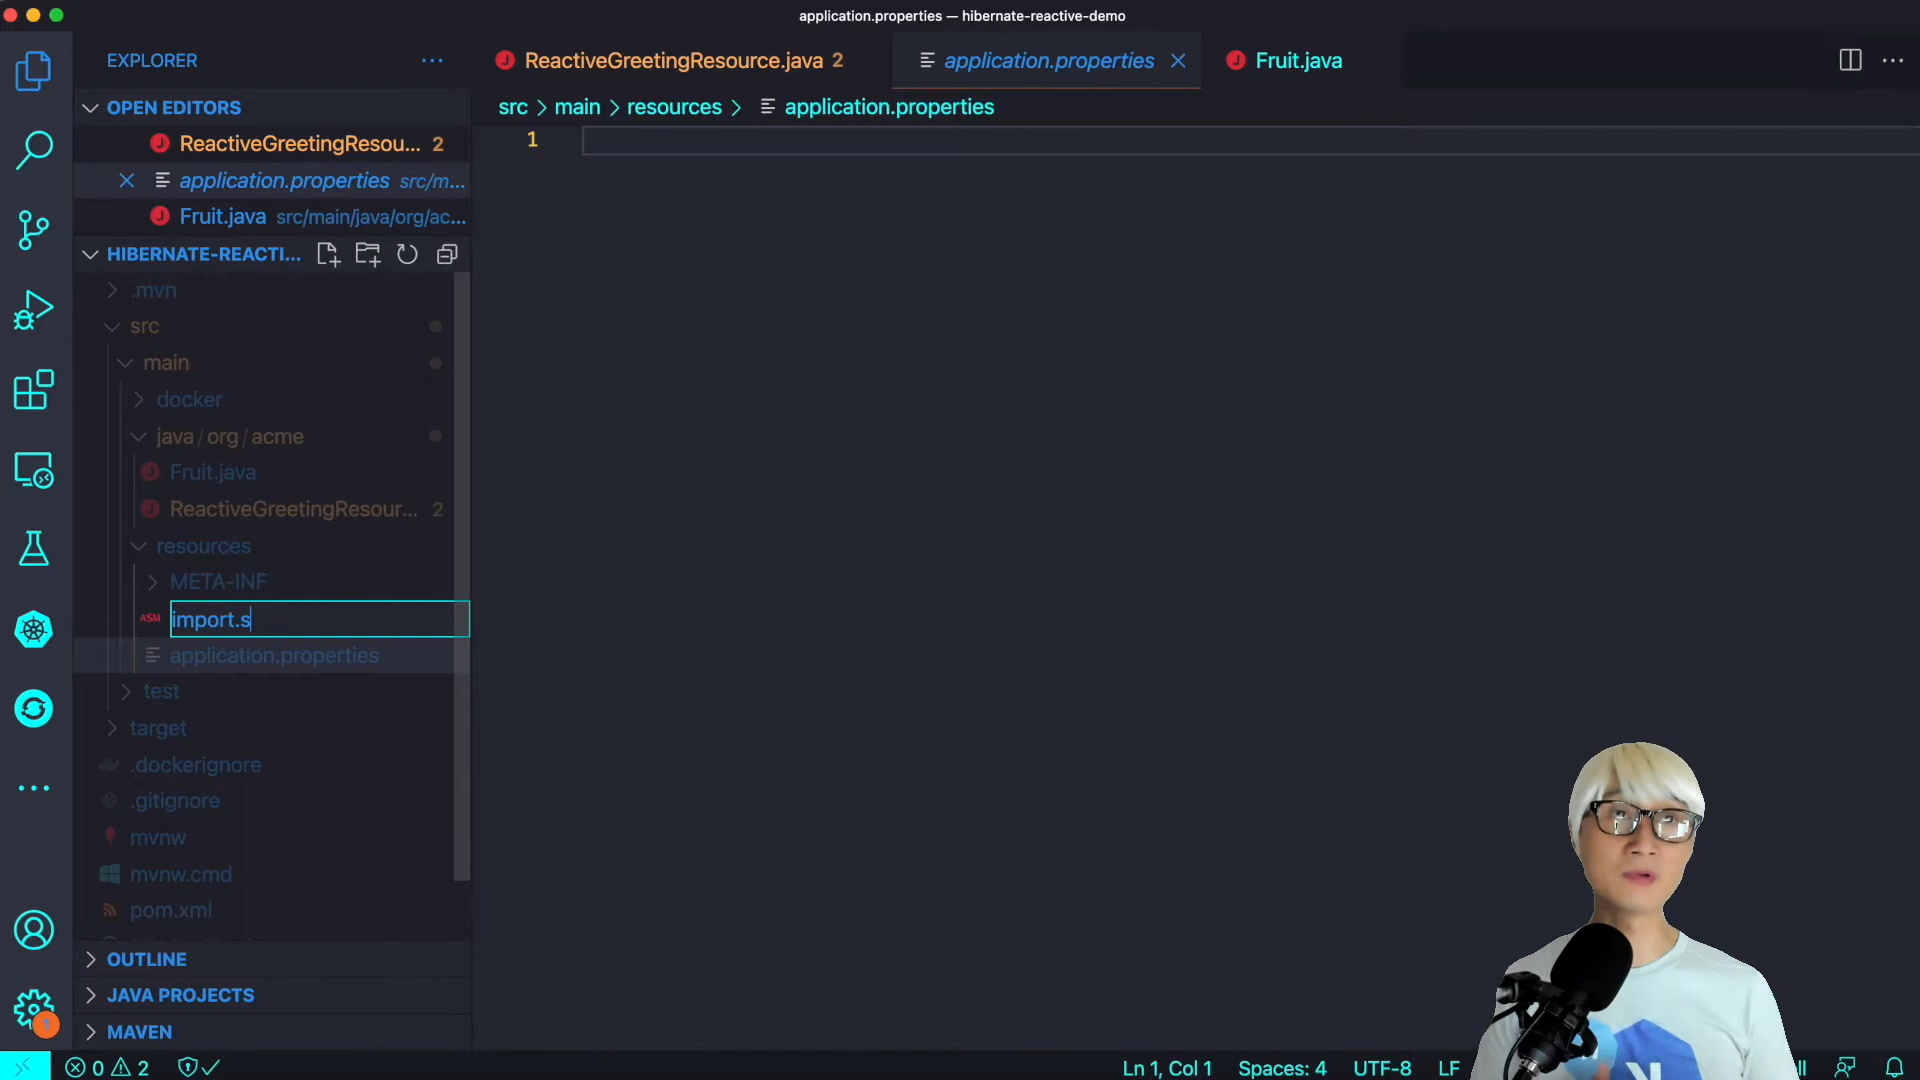 application.properties — hibernate-reactive-demo
EXPLORER
ReactiveGreetingResource.java 2
application.properties
Fruit.java
OPEN EDITORS
src > main > resources > application.properties
ReactiveGreetingResou... 2
application.properties src/m...
Fruit.java src/main/java/org/ac...
1
HIBERNATE-REACTI...
.mvn
src
main
docker
java / org / acme
Fruit.java
ReactiveGreetingResour... 2
resources
META-INF
ASM import.s
application.properties
test
target
.dockerignore
.gitignore
mvnw
mvnw.cmd
pom.xml
OUTLINE
JAVA PROJECTS
MAVEN
0 2
Ln 1, Col 1 Spaces: 4 UTF-8 LF